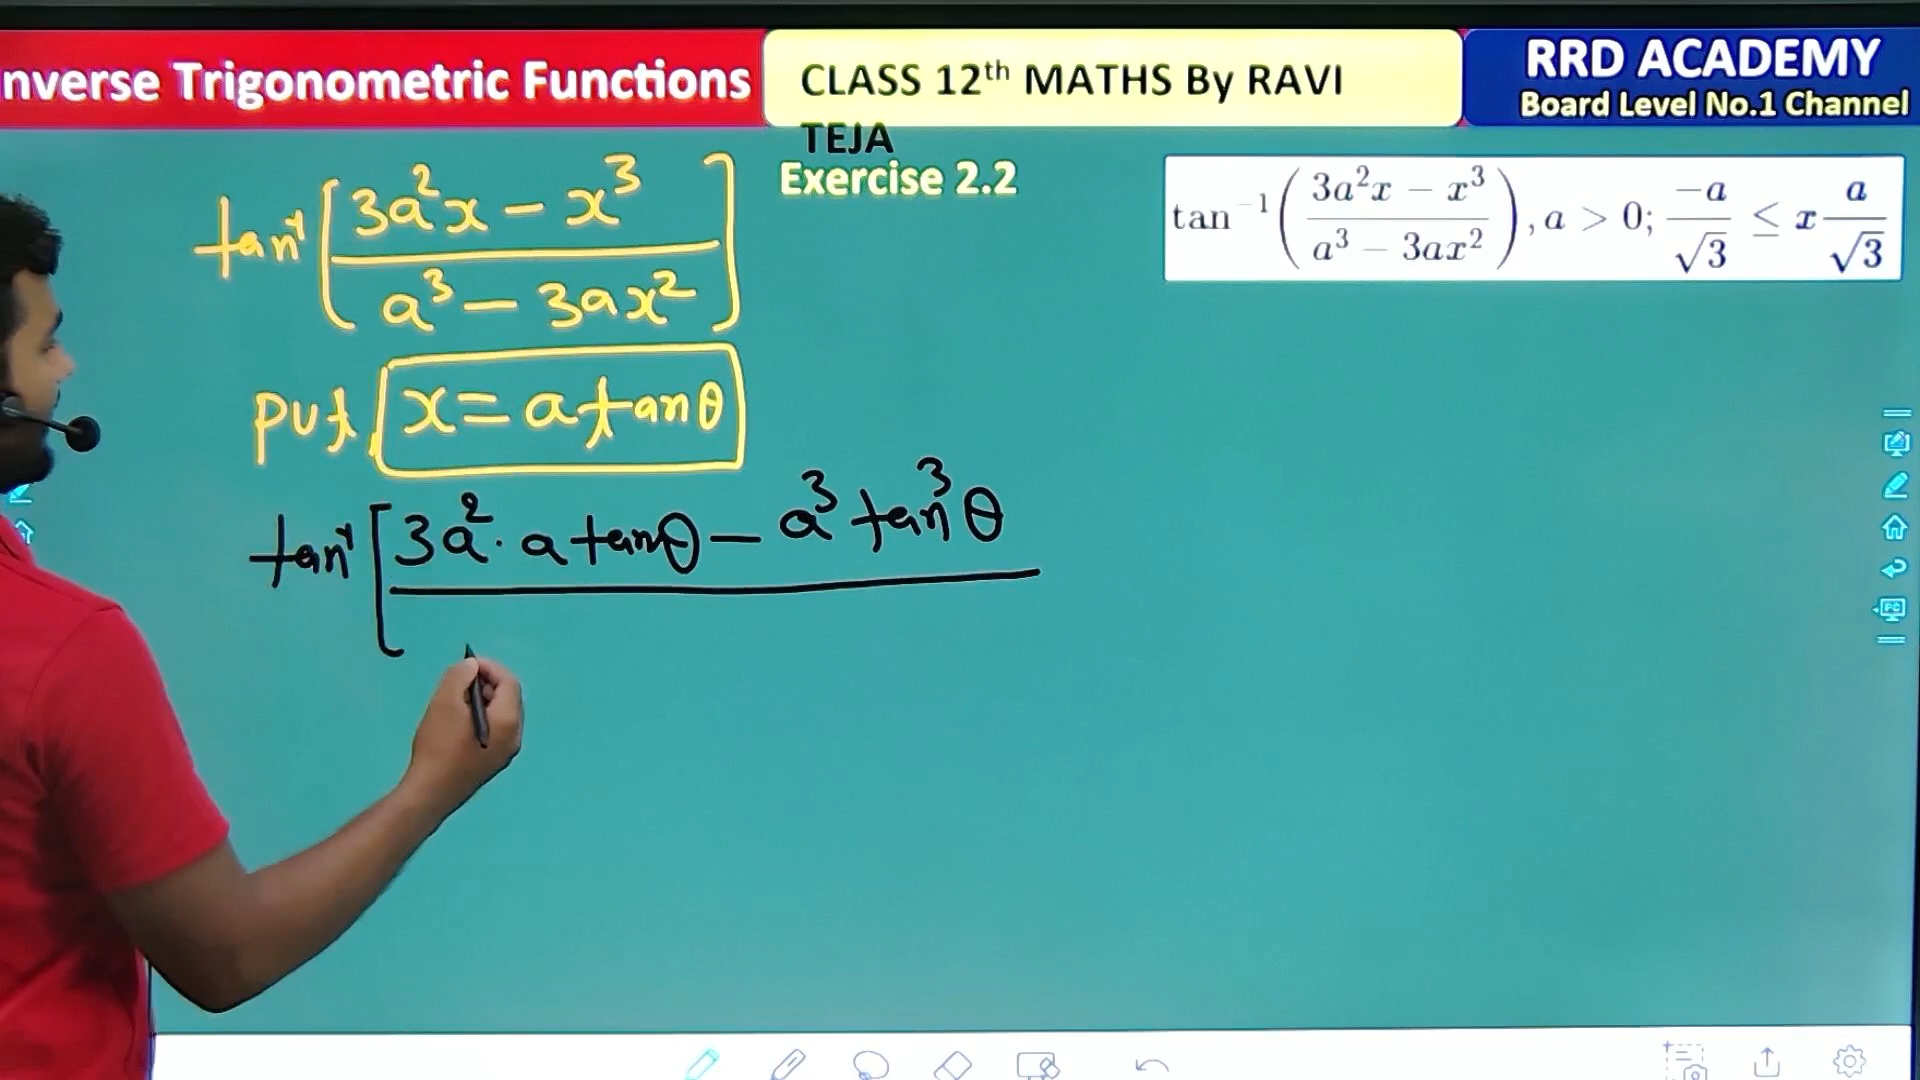 nverse Trigonometric Functions
CLASS 12th MATHS By RAVI
TEJA
RRD ACADEMY
Board Level No.1 Channel
Exercise 2.2
tan⁻¹ [ (3a²x − x³) / (a³ − 3ax²) ]
tan⁻¹ ( (3a²x − x³) / (a³ − 3ax²) ), a > 0; −a/√3 ≤ x a/√3
put x = a tanθ
tan⁻¹ [ 3a² · a tanθ − a³ tan³θ
PC